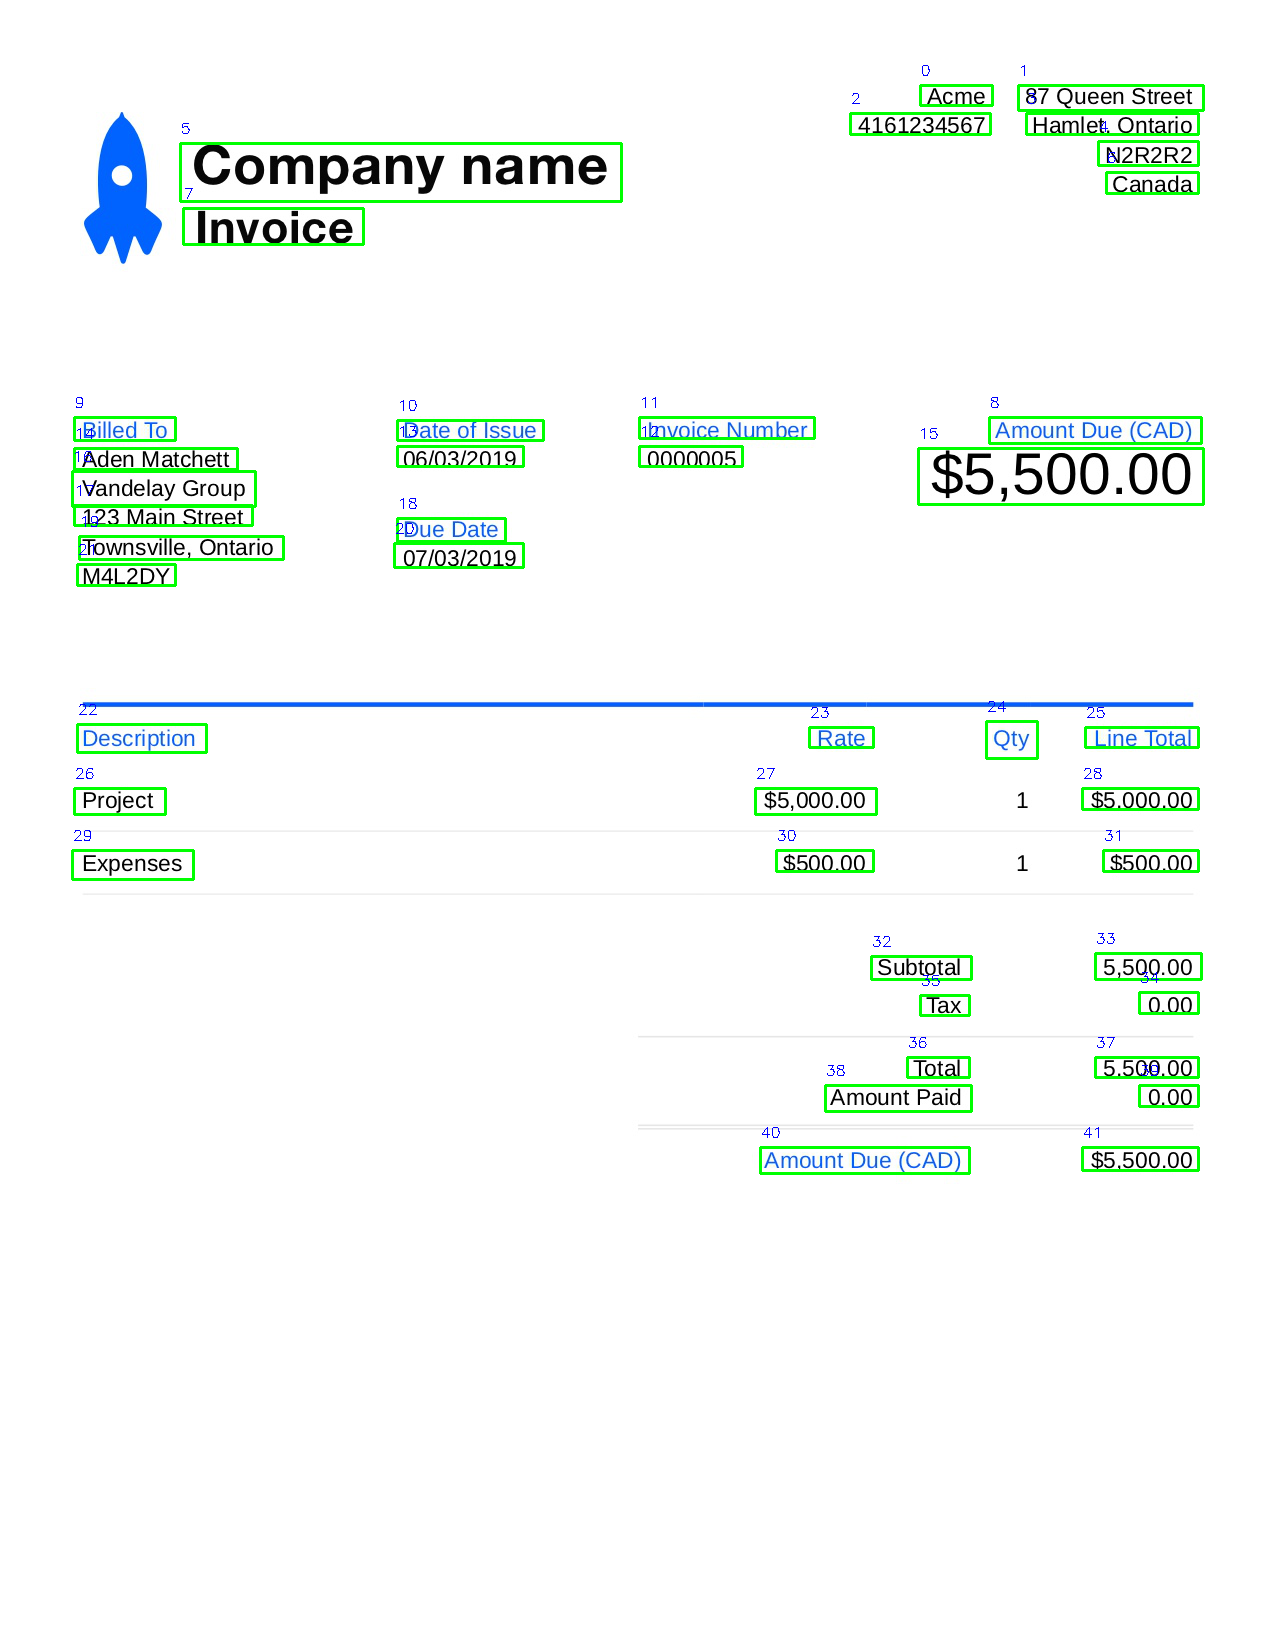 Acme 87 Queen Street
4161234567 Hamlet, Ontario
N2R2R2
Canada
Company name
Invoice
Billed To Date of Issue Invoice Number Amount Due (CAD)
Aden Matchett 06/03/2019 0000005 $5,500.00
Vandelay Group
123 Main Street Due Date
Townsville, Ontario 07/03/2019
M4L2DY
Description Rate Qty Line Total
Project $5,000.00 1 $5,000.00
Expenses $500.00 1 $500.00
Subtotal 5,500.00
Tax 0.00
Total 5,500.00
Amount Paid 0.00
Amount Due (CAD) $5,500.00